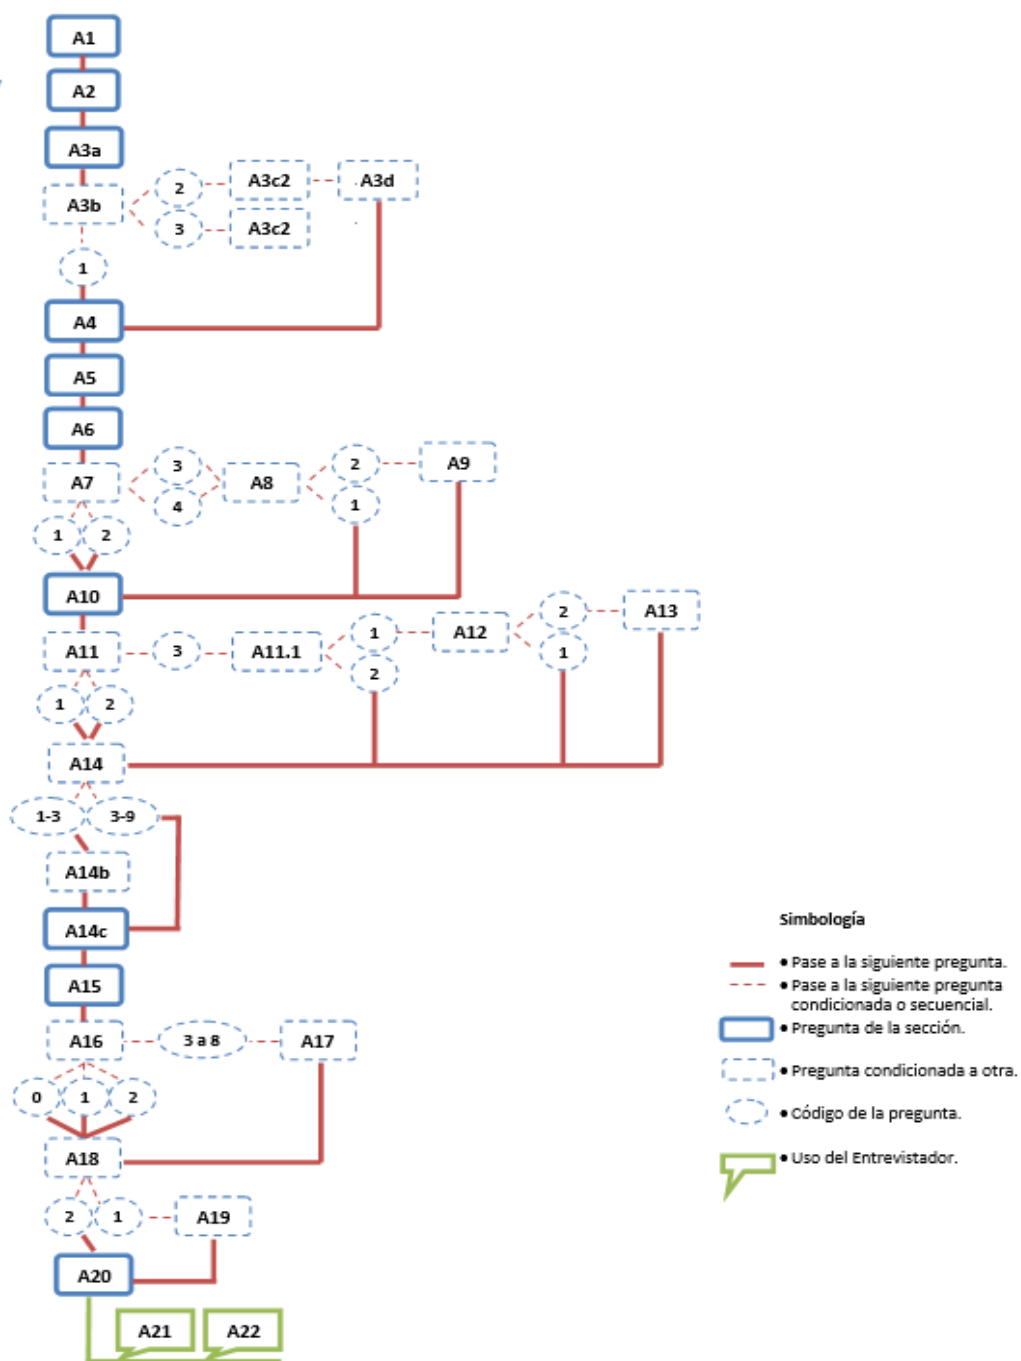 A1
A2
A3a
A3b
2
A3c2
A3d
3
A3c2
1
A4
A5
A6
A7
3
4
A8
2
1
A9
1
2
A10
A11
3
A11.1
1
2
A12
2
1
A13
1
2
A14
1-3
3-9
A14b
A14c
A15
A16
3 a 8
A17
0
1
2
A18
2
1
A19
A20
A21
A22
Simbología
• Pase a la siguiente pregunta.
• Pase a la siguiente pregunta
condicionada o secuencial.
• Pregunta de la sección.
• Pregunta condicionada a otra.
• Código de la pregunta.
• Uso del Entrevistador.